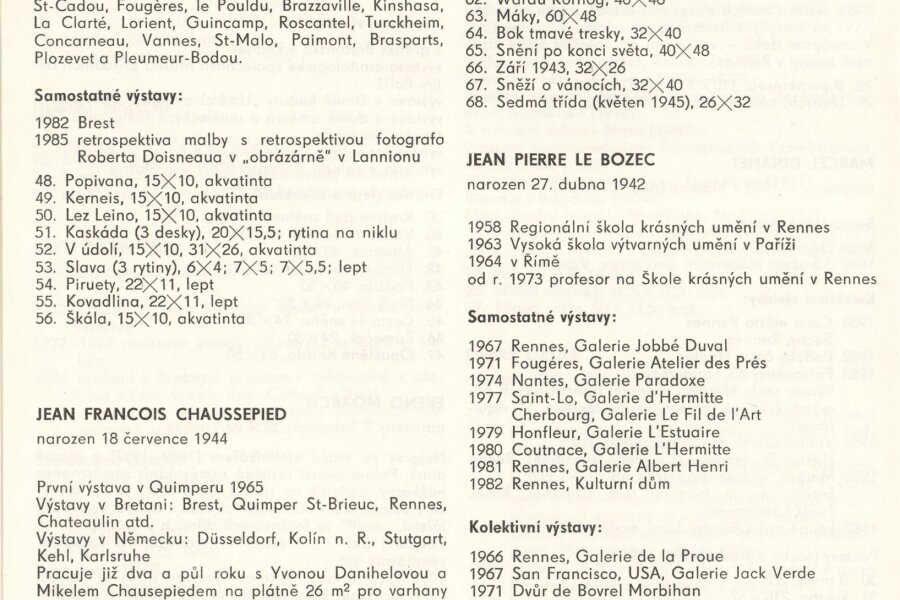 St-Cadou, Fougères, le Pouldu, Brazzaville, Kinshasa,
La Clarté, Lorient, Guincamp, Roscantel, Turckheim,
Concarneau, Vannes, St-Malo, Paimont, Brasparts,
Plozevet a Pleumeur-Bodou.
Samostatné výstavy:
1982 Brest
1985 retrospektiva malby s retrospektivou fotografa
Roberta Doisneaua v „obrázárně“ v Lannionu
48. Popivana, 15×10, akvatinta
49. Kerneis, 15×10, akvatinta
50. Lez Leino, 15×10, akvatinta
51. Kaskáda (3 desky), 20×15,5; rytina na niklu
52. V údolí, 15×10, 31×26, akvatinta
53. Slava (3 rytiny), 6×4; 7×5; 7×5,5; lept
54. Piruety, 22×11, lept
55. Kovadlina, 22×11, lept
56. Škála, 15×10, akvatinta
JEAN FRANCOIS CHAUSSEPIED
narozen 18 července 1944
První výstava v Quimperu 1965
Výstavy v Bretani: Brest, Quimper St-Brieuc, Rennes,
Chateaulin atd.
Výstavy v Německu: Düsseldorf, Kolín n. R., Stutgart,
Kehl, Karlsruhe
Pracuje již dva a půl roku s Yvonou Danihelovou a
Mikelem Chausepiedem na plátně 26 m² pro varhany
62. Kornog, 40×40
63. Máky, 60×48
64. Bok tmavé tresky, 32×40
65. Snění po konci světa, 40×48
66. Září 1943, 32×26
67. Sněží o vánocích, 32×40
68. Sedmá třída (květen 1945), 26×32
JEAN PIERRE LE BOZEC
narozen 27. dubna 1942
1958 Regionální škola krásných umění v Rennes
1963 Vysoká škola výtvarných umění v Paříži
1964 v Římě
od r. 1973 profesor na Škole krásných umění v Rennes
Samostatné výstavy:
1967 Rennes, Galerie Jobbé Duval
1971 Fougéres, Galerie Atelier des Prés
1974 Nantes, Galerie Paradoxe
1977 Saint-Lo, Galerie d’Hermitte
Cherbourg, Galerie Le Fil de l’Art
1979 Honfleur, Galerie L’Estuaire
1980 Coutnace, Galerie L’Hermitte
1981 Rennes, Galerie Albert Henri
1982 Rennes, Kulturní dům
Kolektivní výstavy:
1966 Rennes, Galerie de la Proue
1967 San Francisco, USA, Galerie Jack Verde
1971 Dvůr de Bovrel Morbihan